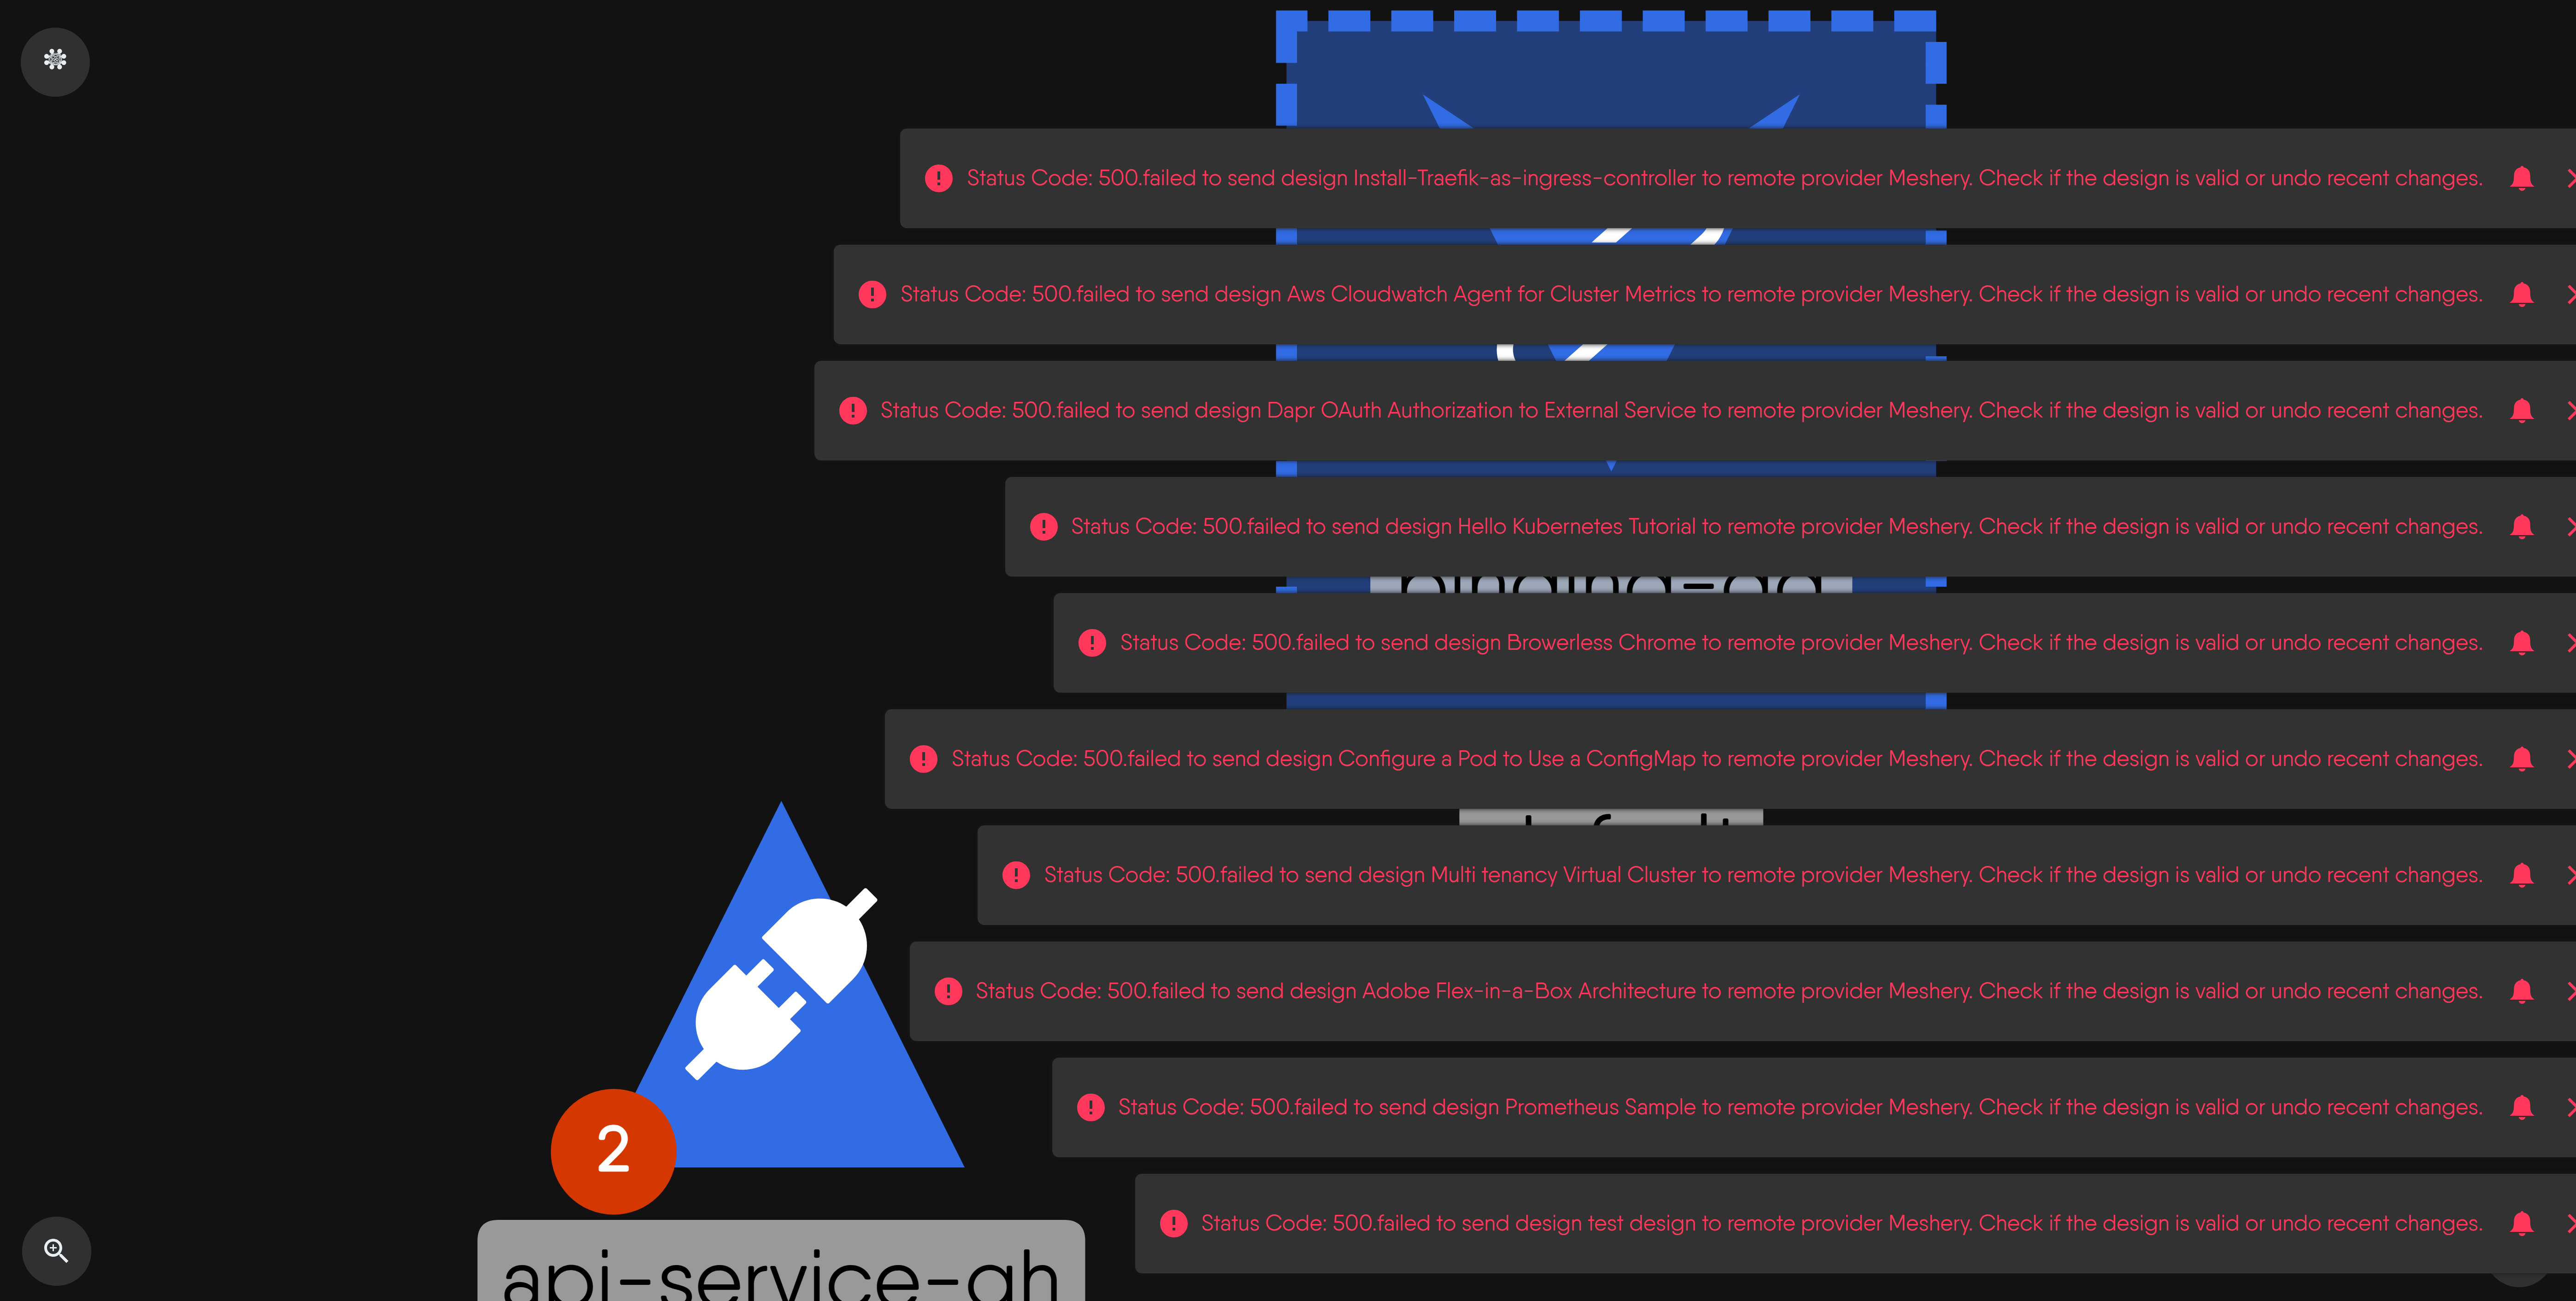 Status Code: 500.failed to send design Install-Traefik-as-ingress-controller to remote provider Meshery. Check if the design is valid or undo recent changes.
Status Code: 500.failed to send design Aws Cloudwatch Agent for Cluster Metrics to remote provider Meshery. Check if the design is valid or undo recent changes.
Status Code: 500.failed to send design Dapr OAuth Authorization to External Service to remote provider Meshery. Check if the design is valid or undo recent changes.
Status Code: 500.failed to send design Hello Kubernetes Tutorial to remote provider Meshery. Check if the design is valid or undo recent changes.
Status Code: 500.failed to send design Browerless Chrome to remote provider Meshery. Check if the design is valid or undo recent changes.
Status Code: 500.failed to send design Configure a Pod to Use a ConfigMap to remote provider Meshery. Check if the design is valid or undo recent changes.
Status Code: 500.failed to send design Multi tenancy Virtual Cluster to remote provider Meshery. Check if the design is valid or undo recent changes.
Status Code: 500.failed to send design Adobe Flex-in-a-Box Architecture to remote provider Meshery. Check if the design is valid or undo recent changes.
Status Code: 500.failed to send design Prometheus Sample to remote provider Meshery. Check if the design is valid or undo recent changes.
2
Status Code: 500.failed to send design test design to remote provider Meshery. Check if the design is valid or undo recent changes.